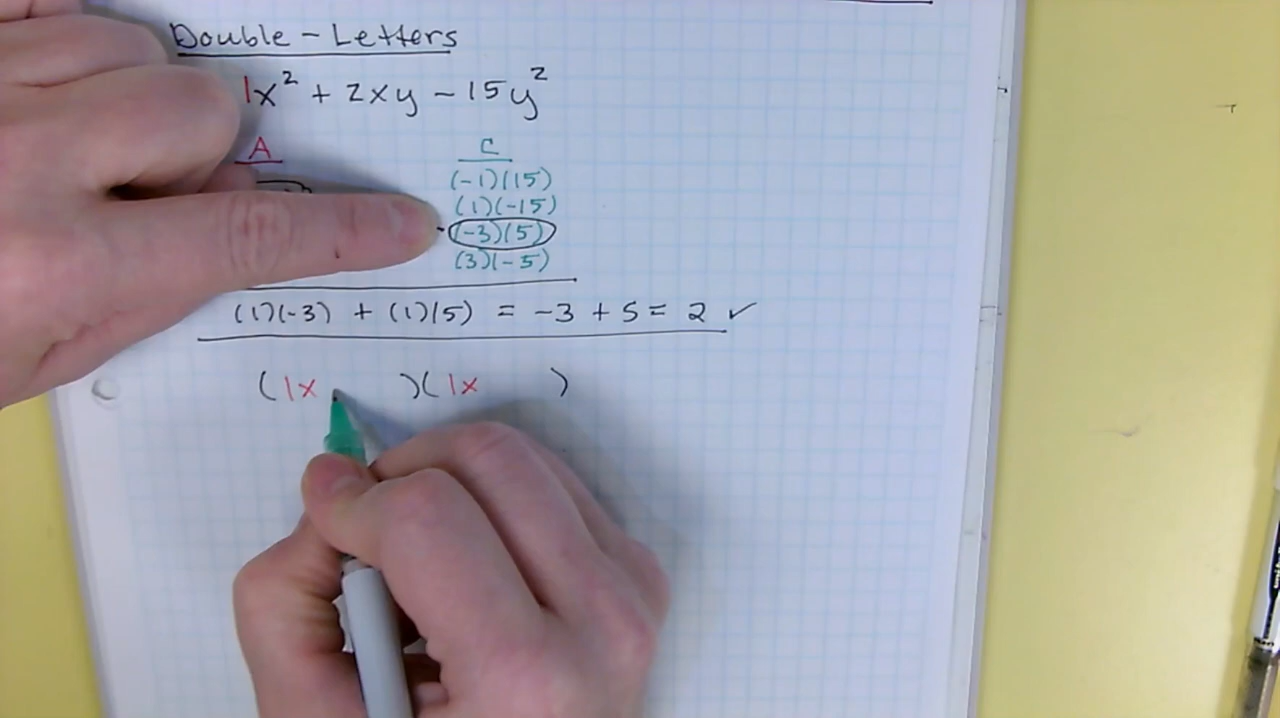 Double - Letters
1x² + 2xy - 15y²
A C
(-1)(15)
(1)(-15)
(-3)(5)
(3)(-5)
(1)(-3) + (1)(5) = -3 + 5 = 2 ✓
(1x )(1x )